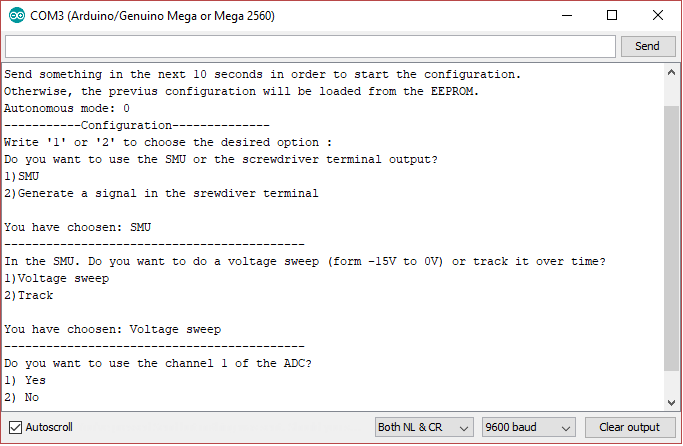 COM3 (Arduino/Genuino Mega or Mega 2560)
Send
Send something in the next 10 seconds in order to start the configuration.
Otherwise, the previus configuration will be loaded from the EEPROM.
Autonomous mode: 0
-----------Configuration--------------
Write '1' or '2' to choose the desired option :
Do you want to use the SMU or the screwdriver terminal output?
1)SMU
2)Generate a signal in the srewdiver terminal
You have choosen: SMU
-------------------------------------------
In the SMU. Do you want to do a voltage sweep (form -15V to 0V) or track it over time?
1)Voltage sweep
2)Track
You have choosen: Voltage sweep
-------------------------------------------
Do you want to use the channel 1 of the ADC?
1) Yes
2) No
Autoscroll
Both NL & CR
9600 baud
Clear output